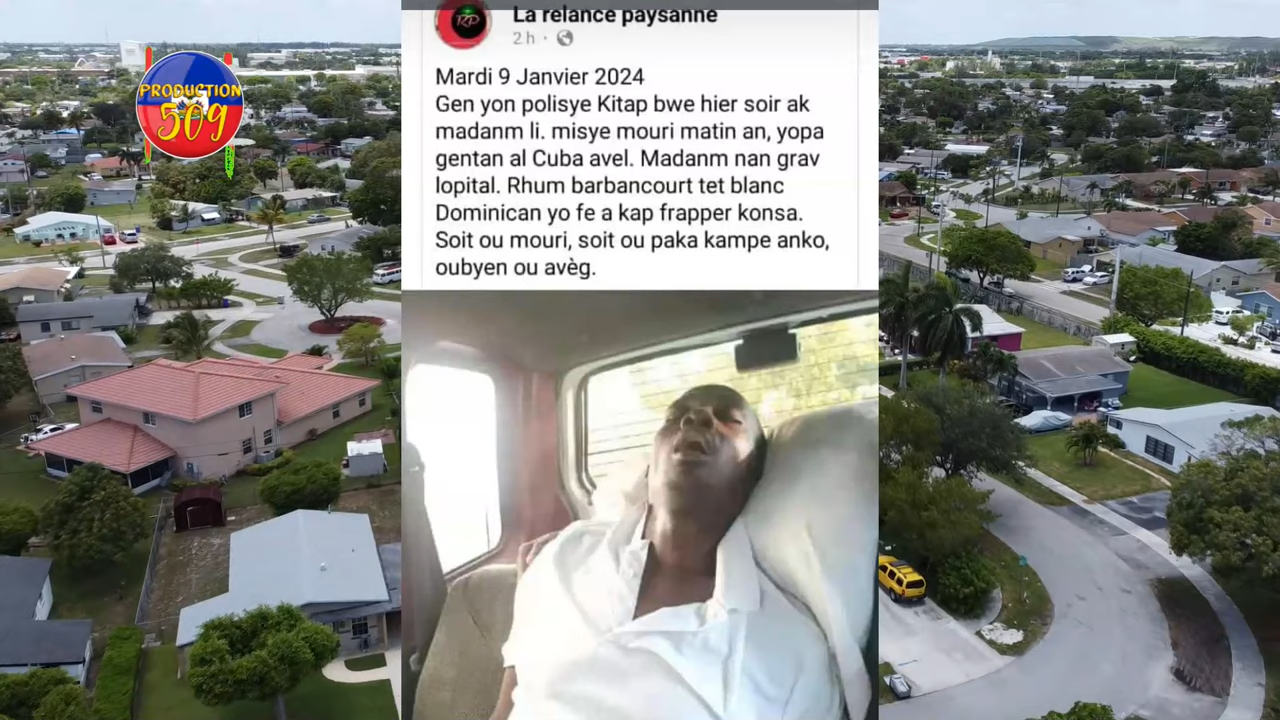 PRODUCTION
509
RP
La relance paysanne
2 h ·
Mardi 9 Janvier 2024
Gen yon polisye Kitap bwe hier soir ak
madanm li. misye mouri matin an, yopa
gentan al Cuba avel. Madanm nan grav
lopital. Rhum barbancourt tet blanc
Dominican yo fe a kap frapper konsa.
Soit ou mouri, soit ou paka kampe anko,
oubyen ou avèg.